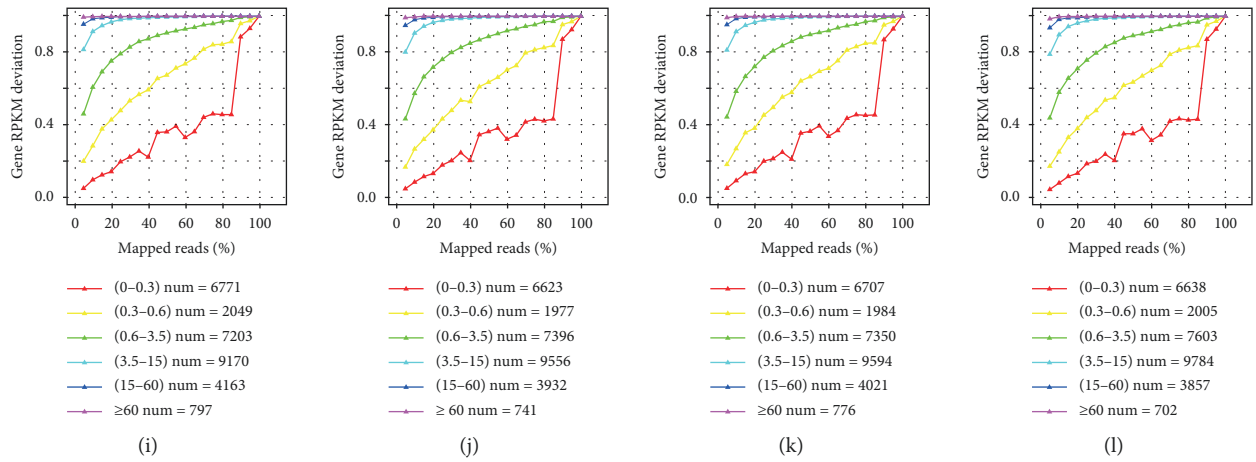 Gene RPKM deviation
0.8
0.4
0.0
0 20 40 60 80 100
Mapped reads (%)
(0–0.3) num = 6771
(0.3–0.6) num = 2049
(0.6–3.5) num = 7203
(3.5–15) num = 9170
(15–60) num = 4163
≥60 num = 797
(i)
Gene RPKM deviation
0.8
0.4
0.0
0 20 40 60 80 100
Mapped reads (%)
(0–0.3) num = 6623
(0.3–0.6) num = 1977
(0.6–3.5) num = 7396
(3.5–15) num = 9556
(15–60) num = 3932
≥ 60 num = 741
(j)
Gene RPKM deviation
0.8
0.4
0.0
0 20 40 60 80 100
Mapped reads (%)
(0–0.3) num = 6707
(0.3–0.6) num = 1984
(0.6–3.5) num = 7350
(3.5–15) num = 9594
(15–60) num = 4021
≥60 num = 776
(k)
Gene RPKM deviation
0.8
0.4
0.0
0 20 40 60 80 100
Mapped reads (%)
(0–0.3) num = 6638
(0.3–0.6) num = 2005
(0.6–3.5) num = 7603
(3.5–15) num = 9784
(15–60) num = 3857
≥60 num = 702
(l)